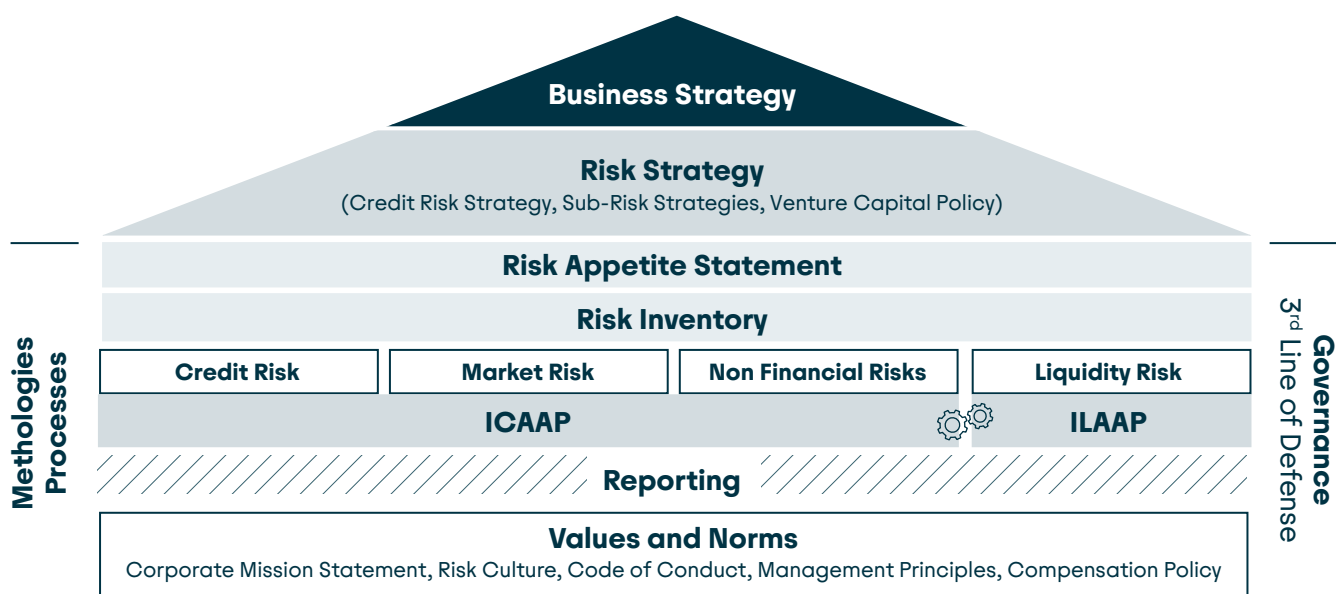 Business Strategy
Risk Strategy
(Credit Risk Strategy, Sub-Risk Strategies, Venture Capital Policy)
Risk Appetite Statement
Risk Inventory
Credit Risk
Market Risk
Non Financial Risks
Liquidity Risk
ICAAP
ILAAP
Reporting
Values and Norms
Corporate Mission Statement, Risk Culture, Code of Conduct, Management Principles, Compensation Policy
Methologies
Processes
Governance
3rd Line of Defense